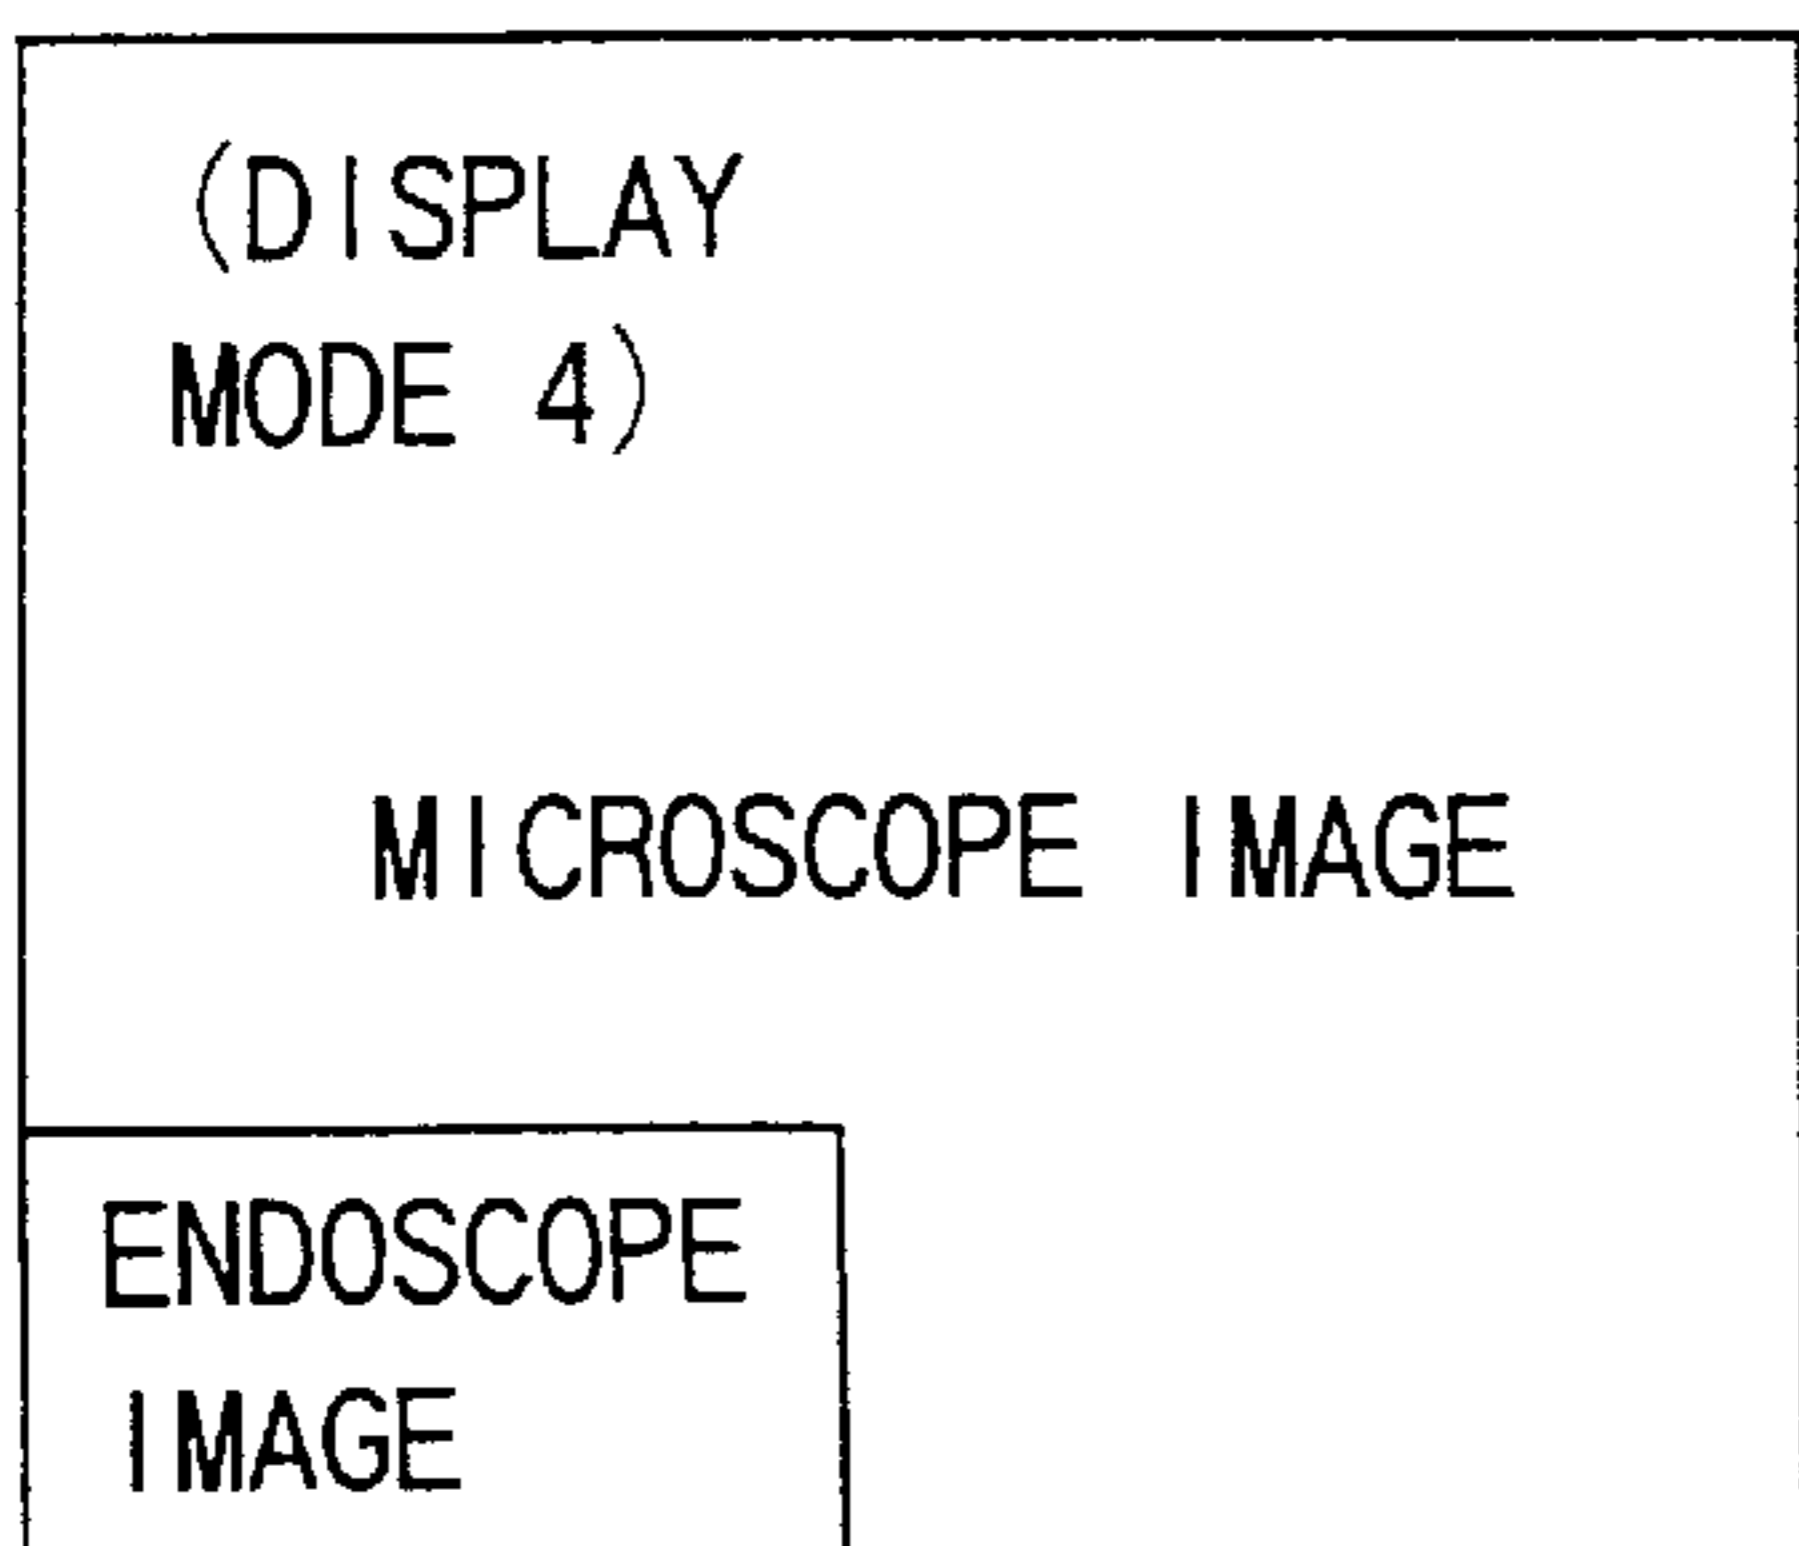 (DISPLAY
MODE 4)
MICROSCOPE IMAGE
ENDOSCOPE
IMAGE